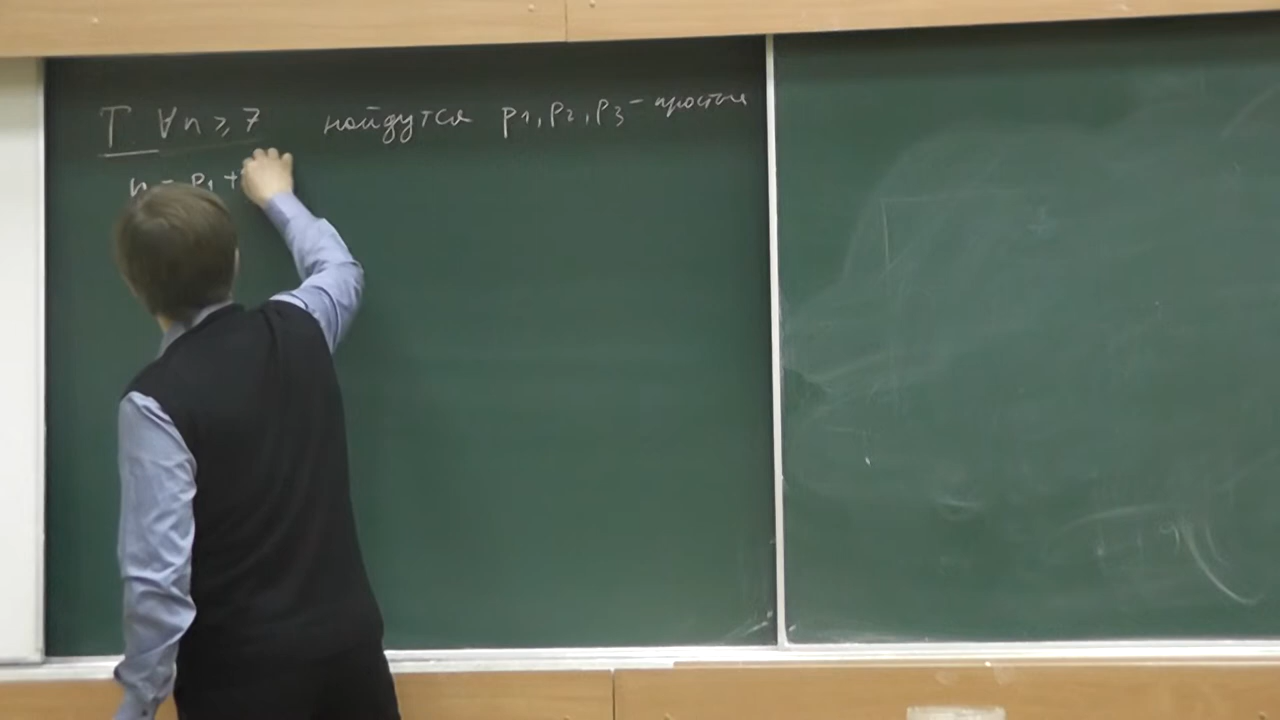 T ∀n ≥ 7 найдутся p1, p2, p3 - простые
n = p1 +